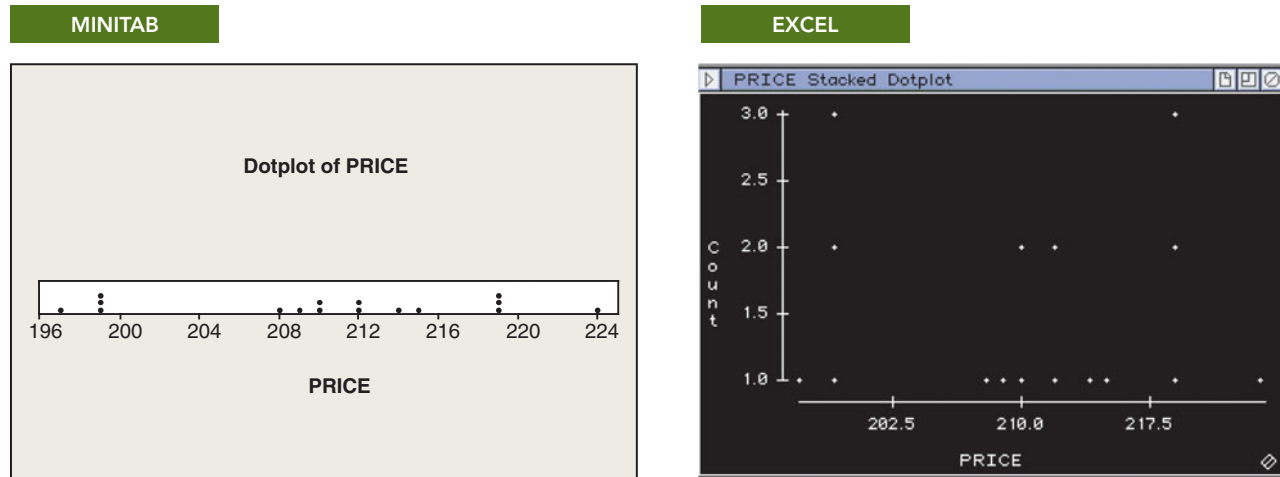 MINITAB
Dotplot of PRICE
196 200 204 208 212 216 220 224
PRICE
EXCEL
PRICE Stacked Dotplot
3.0
2.5
2.0
1.5
1.0
Count
202.5 210.0 217.5
PRICE